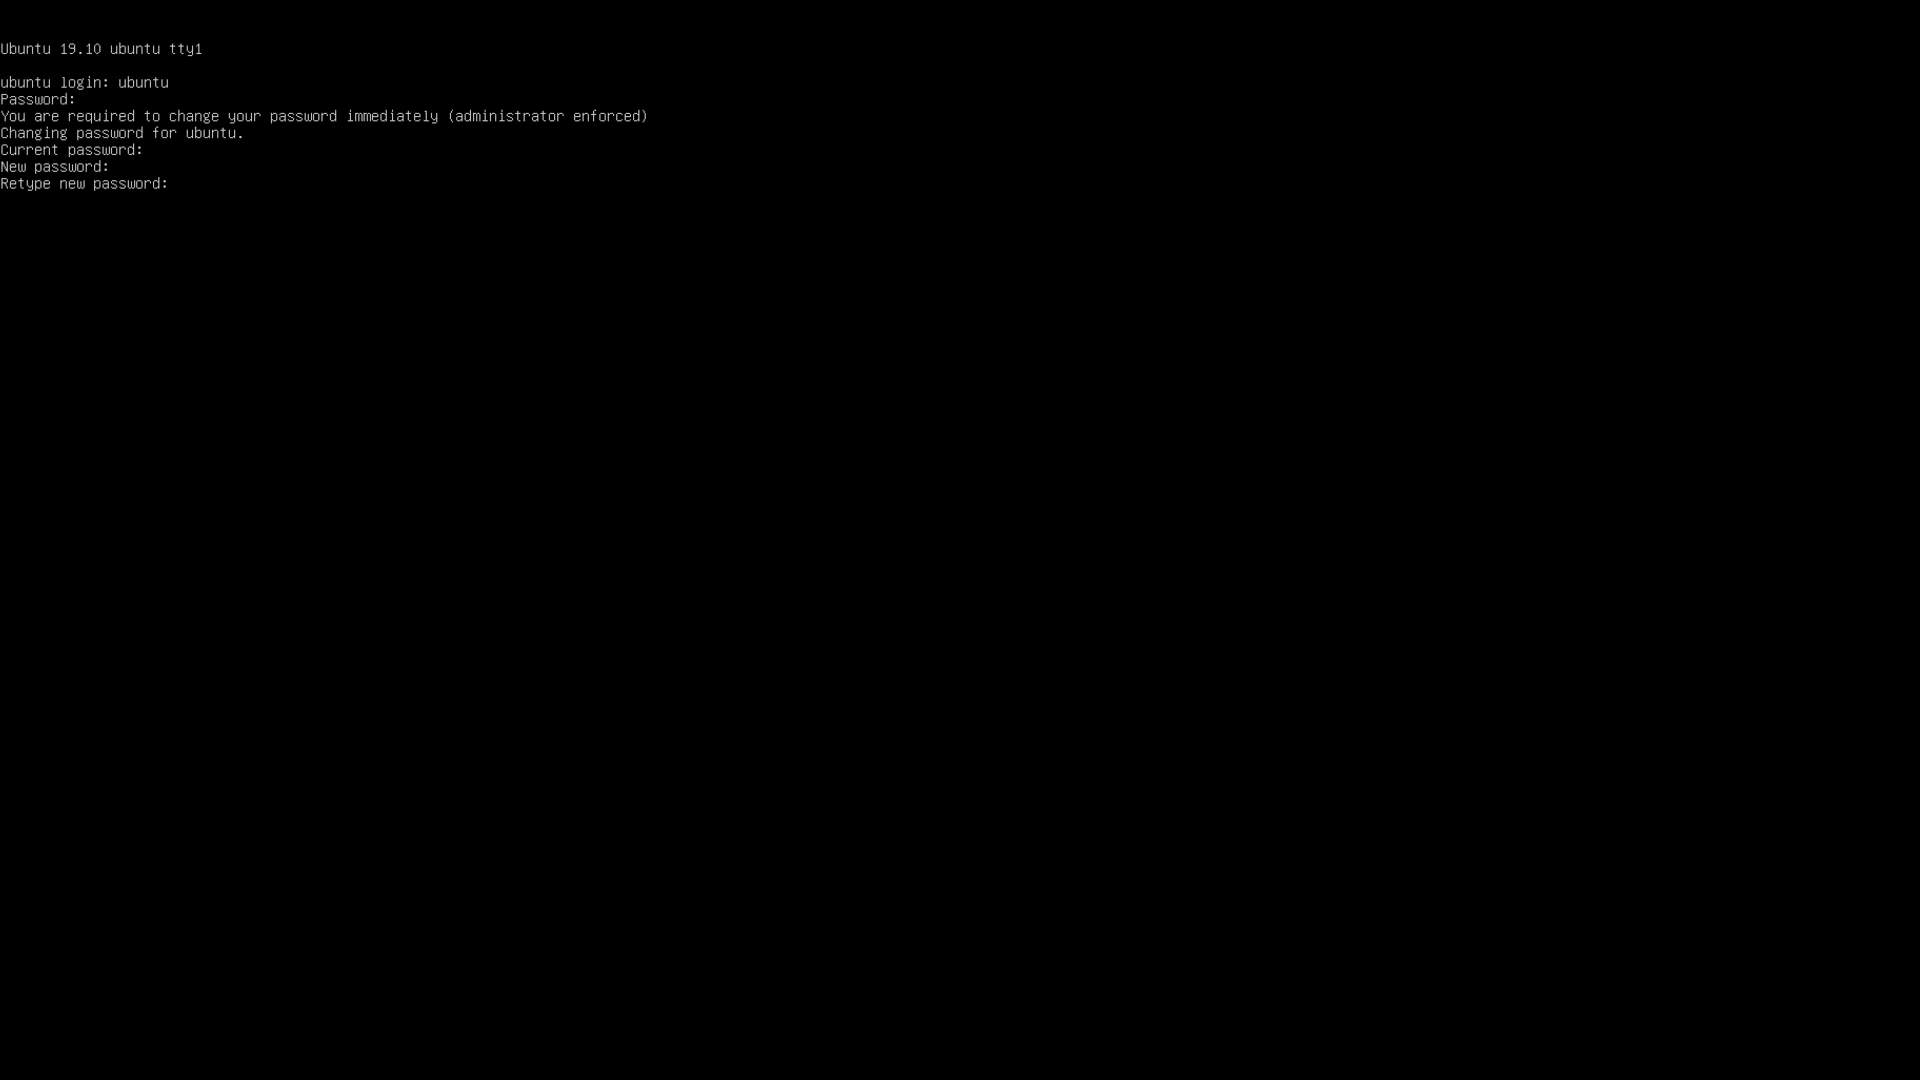 Ubuntu 19.10 ubuntu tty1
ubuntu login: ubuntu
Password:
You are required to change your password immediately (administrator enforced)
Changing password for ubuntu.
Current password:
New password:
Retype new password: